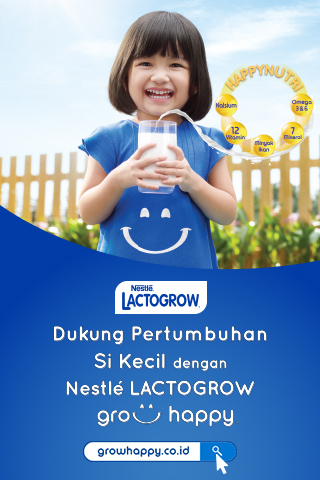 HAPPYNUTRI
Kalsium
Omega
3&6
12
Vitamin
7
Mineral
Minyak
Ikan
Nestlé
LACTOGROW
Dukung Pertumbuhan
Si Kecil dengan
Nestlé LACTOGROW
grow happy
growhappy.co.id